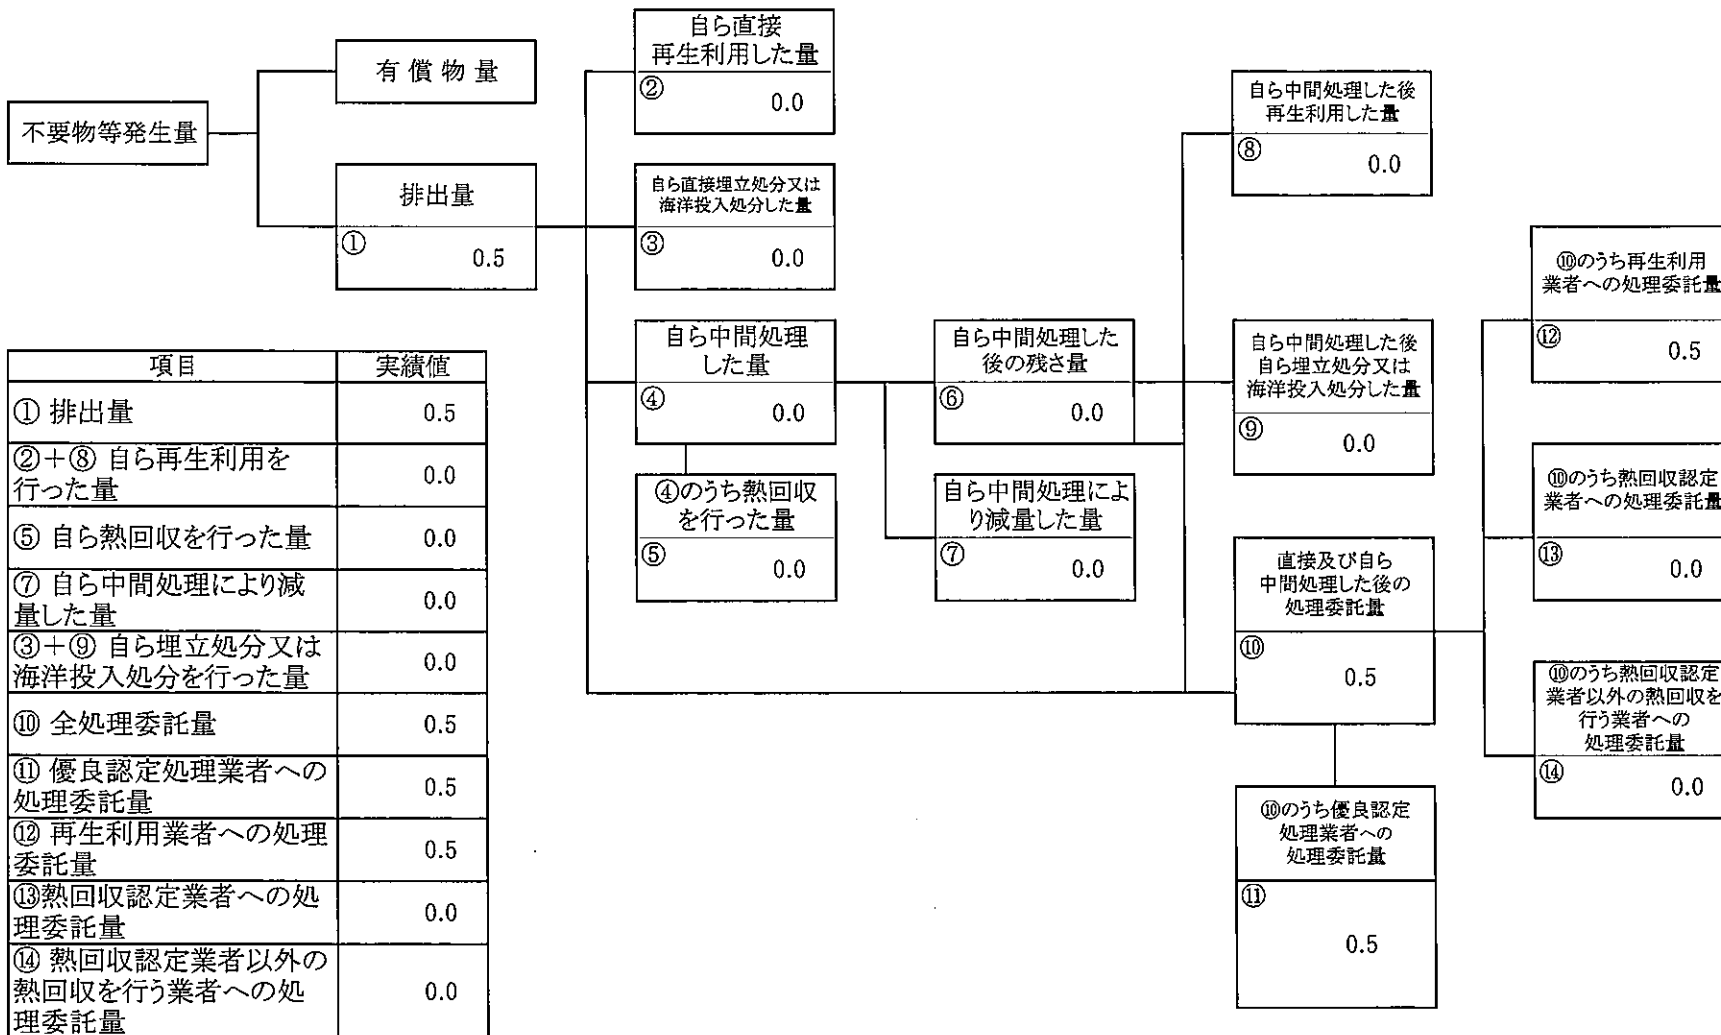 不要物等発生量
有償物量
排出量
①
0.5
自ら直接
再生利用した量
②
0.0
自ら直接埋立処分又は
海洋投入処分した量
③
0.0
自ら中間処理
した量
④
0.0
④のうち熱回収
を行った量
⑤
0.0
自ら中間処理した
後の残さ量
⑥
0.0
自ら中間処理によ
り減量した量
⑦
0.0
自ら中間処理した後
再生利用した量
⑧
0.0
自ら中間処理した後
自ら埋立処分又は
海洋投入処分した量
⑨
0.0
直接及び自ら
中間処理した後の
処理委託量
⑩
0.5
⑩のうち優良認定
処理業者への
処理委託量
⑪
0.5
⑩のうち再生利用
業者への処理委託量
⑫
0.5
⑩のうち熱回収認定
業者への処理委託量
⑬
0.0
⑩のうち熱回収認定
業者以外の熱回収を
行う業者への
処理委託量
⑭
0.0
項目 実績値
① 排出量 0.5
②+⑧ 自ら再生利用を
行った量 0.0
⑤ 自ら熱回収を行った量 0.0
⑦ 自ら中間処理により減
量した量 0.0
③+⑨ 自ら埋立処分又は
海洋投入処分を行った量 0.0
⑩ 全処理委託量 0.5
⑪ 優良認定処理業者への
処理委託量 0.5
⑫ 再生利用業者への処理
委託量 0.5
⑬熱回収認定業者への処
理委託量 0.0
⑭ 熱回収認定業者以外の
熱回収を行う業者への処
理委託量 0.0